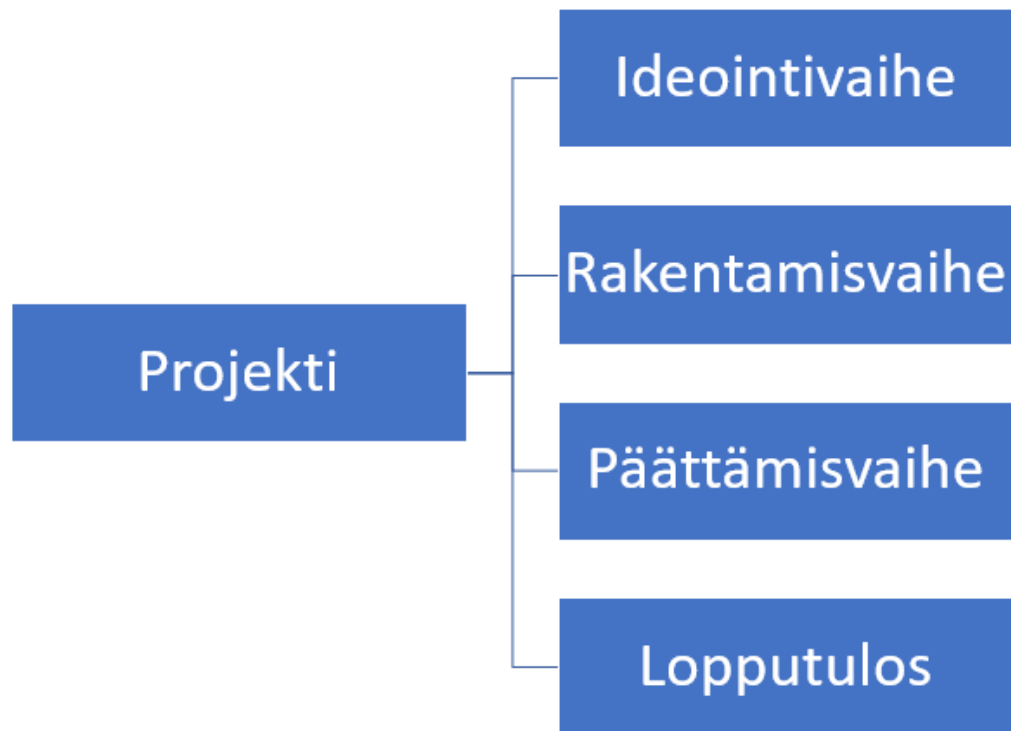 Projekti
Ideointivaihe
Rakentamisvaihe
Päättämisvaihe
Lopputulos